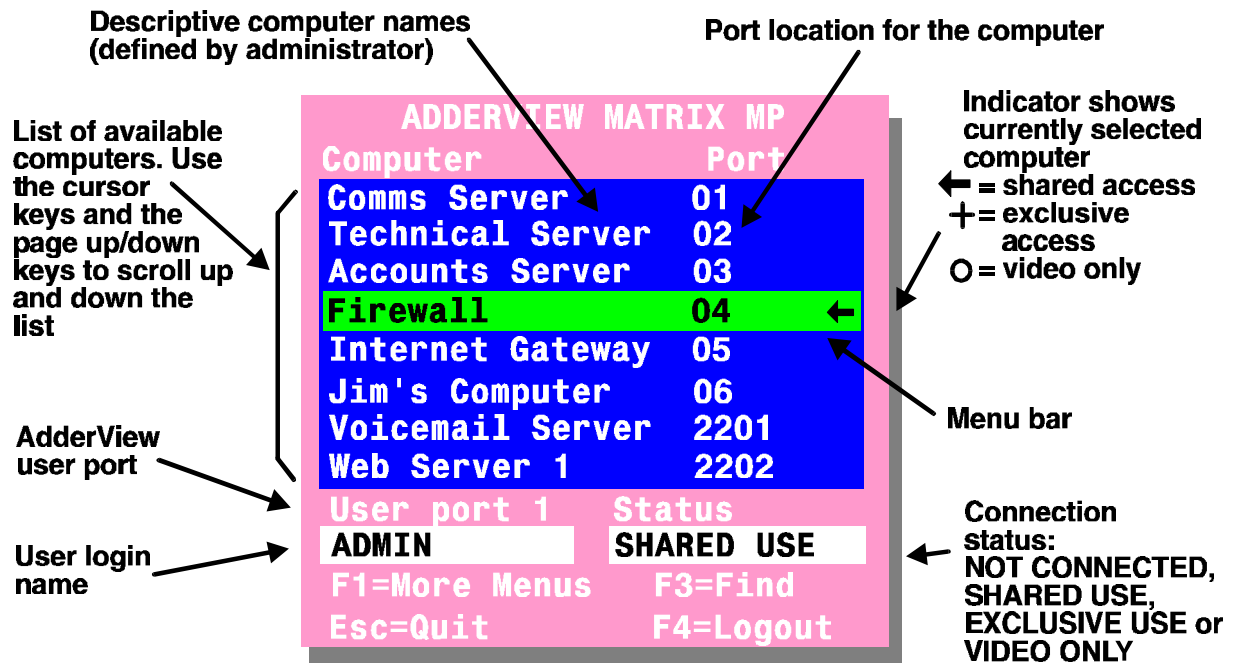 Descriptive computer names
(defined by administrator)
Port location for the computer
List of available
computers. Use
the cursor
keys and the
page up/down
keys to scroll up
and down the
list
ADDERVIEW MATRIX MP
Computer Port
Comms Server 01
Technical Server 02
Accounts Server 03
Firewall 04 ←
Internet Gateway 05
Jim's Computer 06
Voicemail Server 2201
Web Server 1 2202
User port 1 Status
ADMIN SHARED USE
F1=More Menus F3=Find
Esc=Quit F4=Logout
Indicator shows
currently selected
computer
← = shared access
+ = exclusive
access
O = video only
Menu bar
AdderView
user port
User login
name
Connection
status:
NOT CONNECTED,
SHARED USE,
EXCLUSIVE USE or
VIDEO ONLY